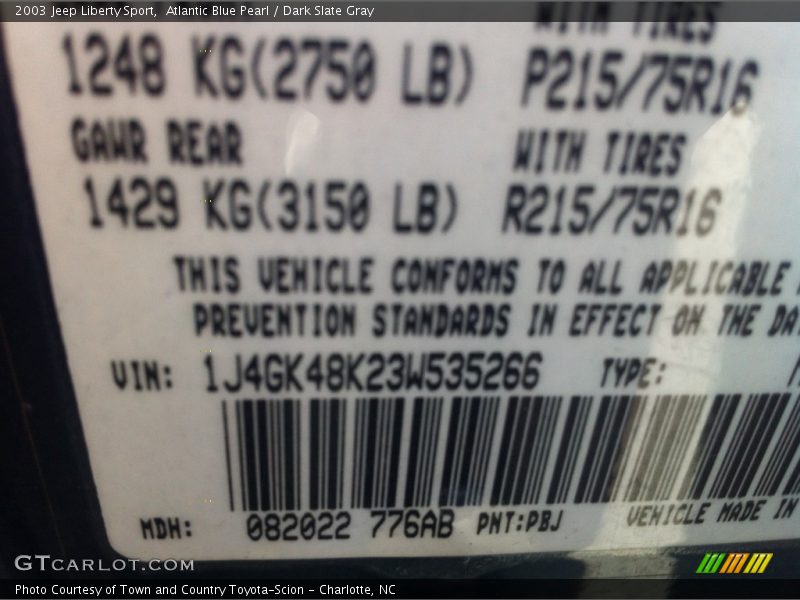 2003 Jeep Liberty Sport,  Atlantic Blue Pearl / Dark Slate Gray
WITH TIRES
1248 KG(2750 LB) P215/75R16
GAWR REAR WITH TIRES
1429 KG(3150 LB) R215/75R16
THIS VEHICLE CONFORMS TO ALL APPLICABLE
PREVENTION STANDARDS IN EFFECT ON THE DA
VIN: 1J4GK48K23W535266 TYPE:
MDH: 082022 776AB PNT:PBJ VEHICLE MADE IN
GTCARLOT.COM
Photo Courtesy of Town and Country Toyota-Scion - Charlotte, NC